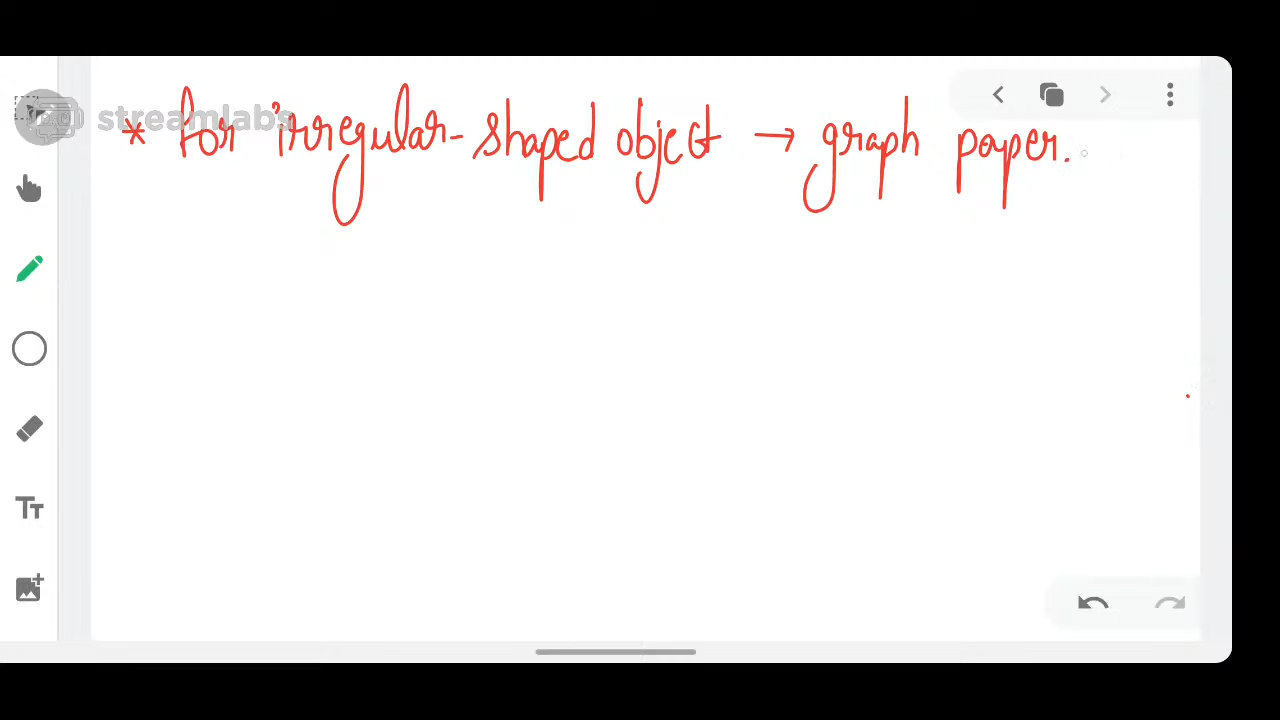 streamlabs
* for irregular-shaped object → graph paper.